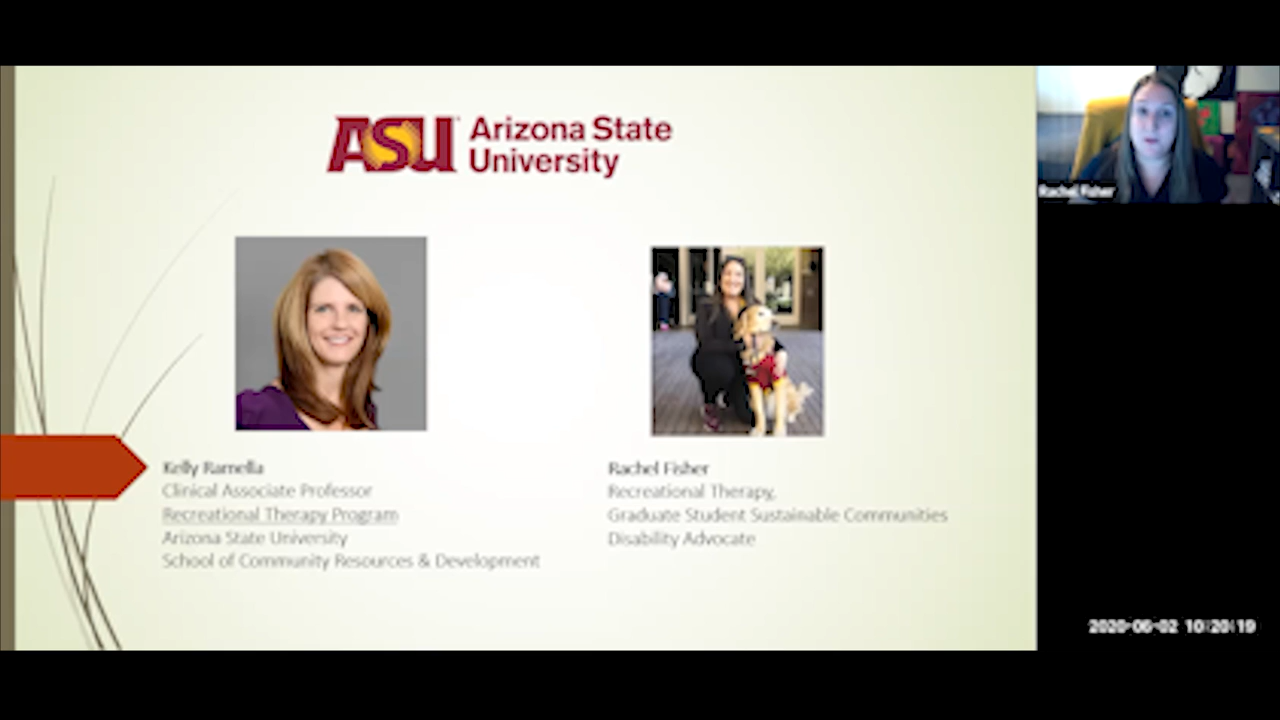 ASU Arizona State
University
Rachel Fisher
Kelly Ramella
Clinical Associate Professor
Recreational Therapy Program
Arizona State University
School of Community Resources & Development
Rachel Fisher
Recreational Therapy,
Graduate Student Sustainable Communities
Disability Advocate
2020-06-02 10:20:19